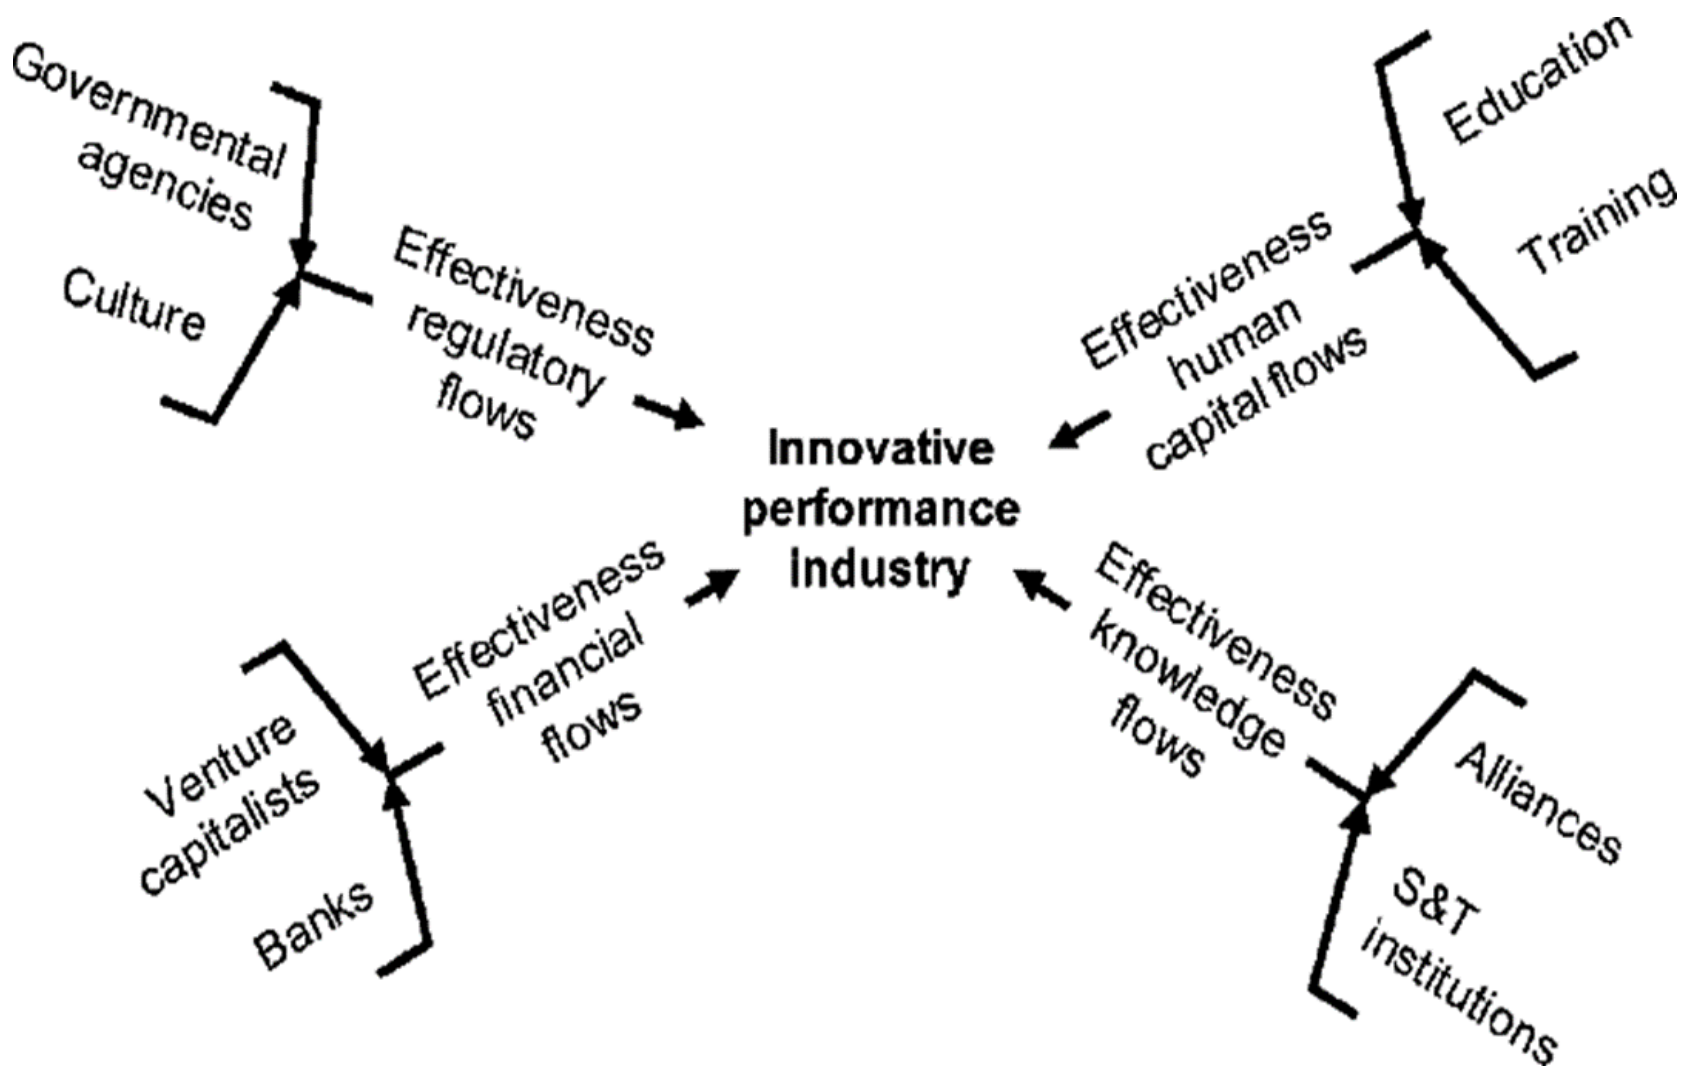 Governmental
agencies
Culture
Effectiveness
regulatory
flows
Education
Training
Effectiveness
human
capital flows
Innovative
performance
industry
Effectiveness
financial
flows
Venture
capitalists
Banks
Effectiveness
knowledge
flows
Alliances
S&T
institutions